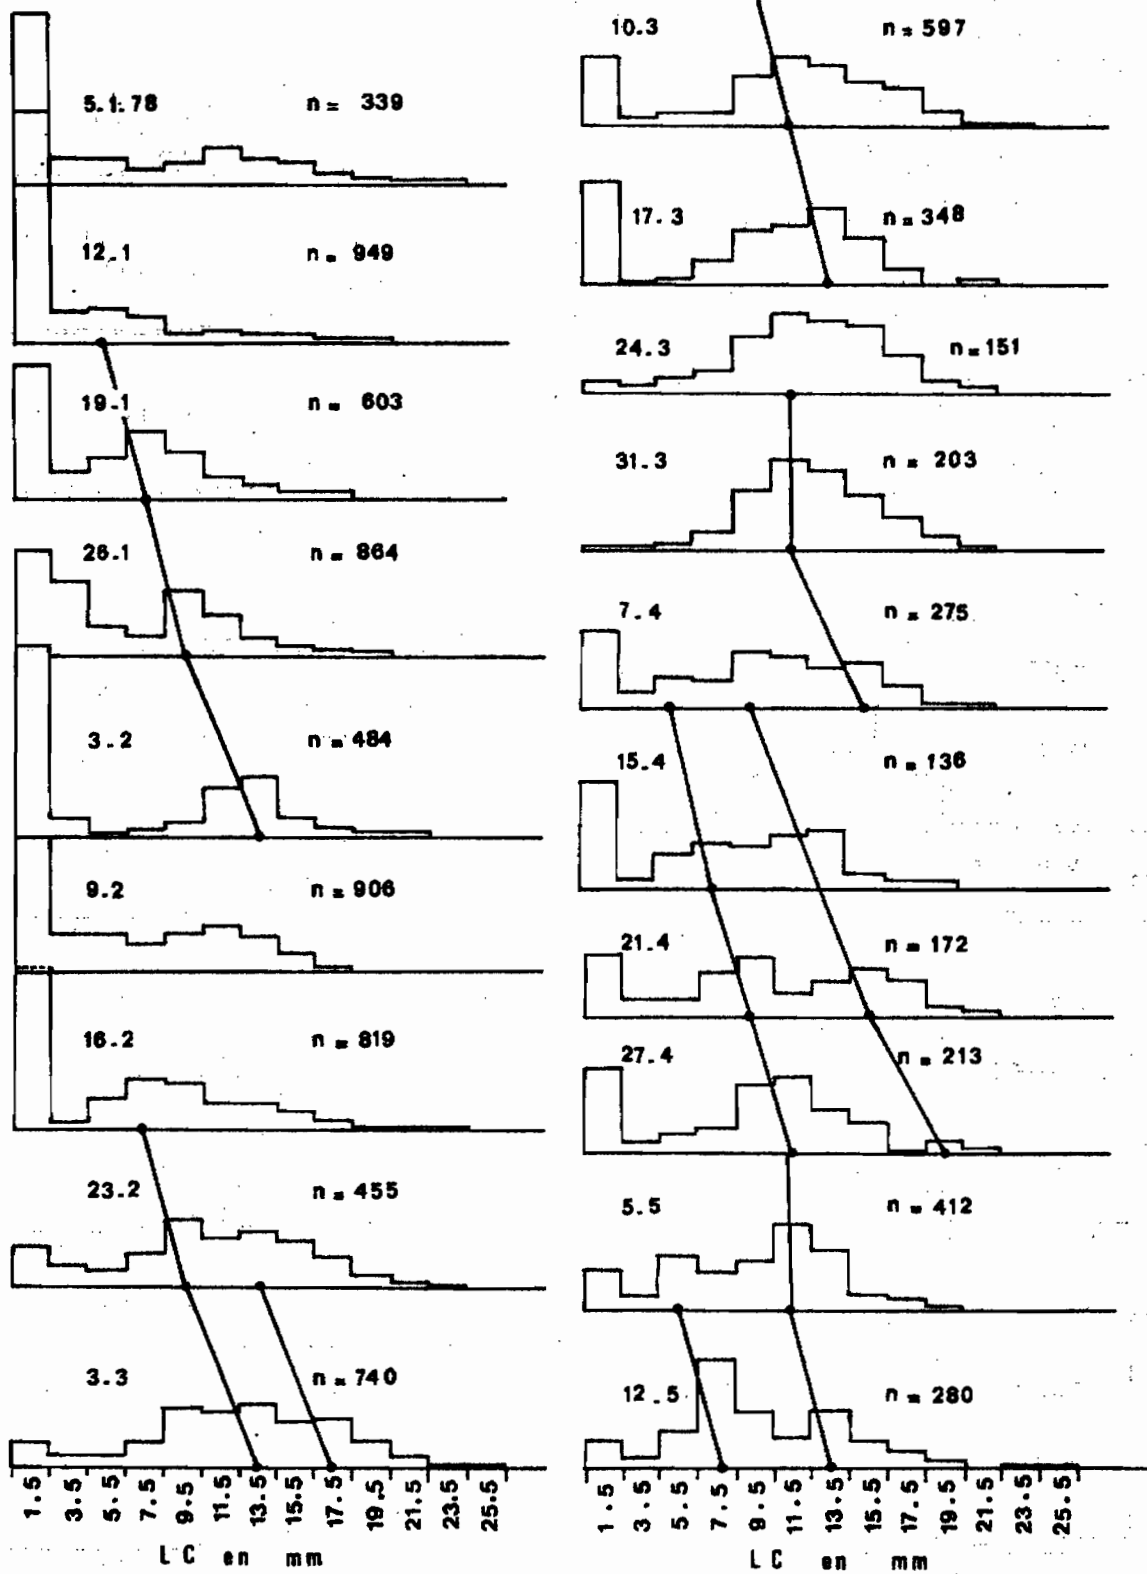 5.1.78 n = 339
12.1 n = 949
19.1 n = 603
26.1 n = 864
3.2 n = 484
9.2 n = 906
16.2 n = 819
23.2 n = 455
3.3 n = 740
1.5 3.5 5.5 7.5 9.5 11.5 13.5 15.5 17.5 19.5 21.5 23.5 25.5
LC en mm
10.3 n = 597
17.3 n = 348
24.3 n = 151
31.3 n = 203
7.4 n = 275
15.4 n = 136
21.4 n = 172
27.4 n = 213
5.5 n = 412
12.5 n = 280
1.5 3.5 5.5 7.5 9.5 11.5 13.5 15.5 17.5 19.5 23.5 25.5
LC en mm